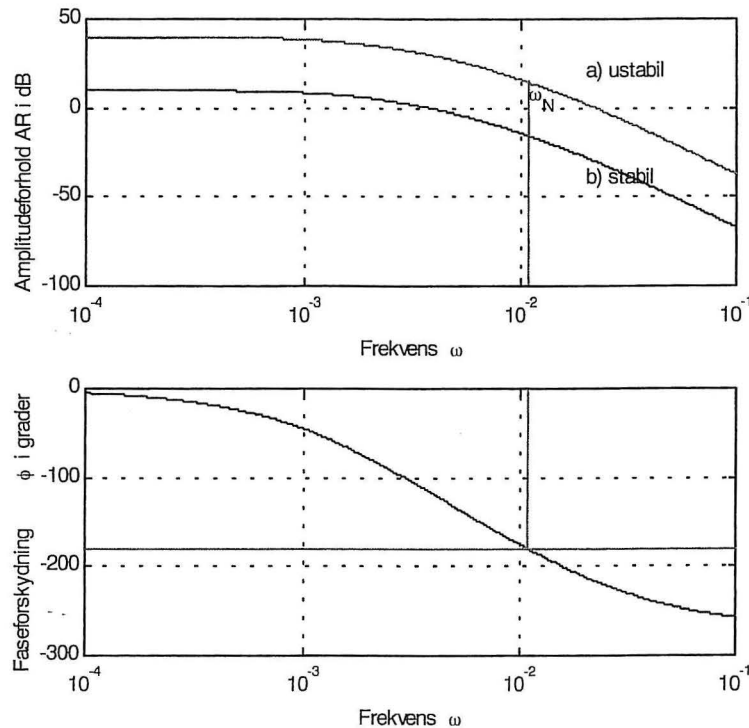 50
a) ustabil
ω_N
0
b) stabil
-50
-100
Amplitudeforhold AR i dB
10^-4
10^-3
10^-2
10^-1
Frekvens ω
0
-100
-200
-300
Faseforskydning ϕ i grader
10^-4
10^-3
10^-2
10^-1
Frekvens ω